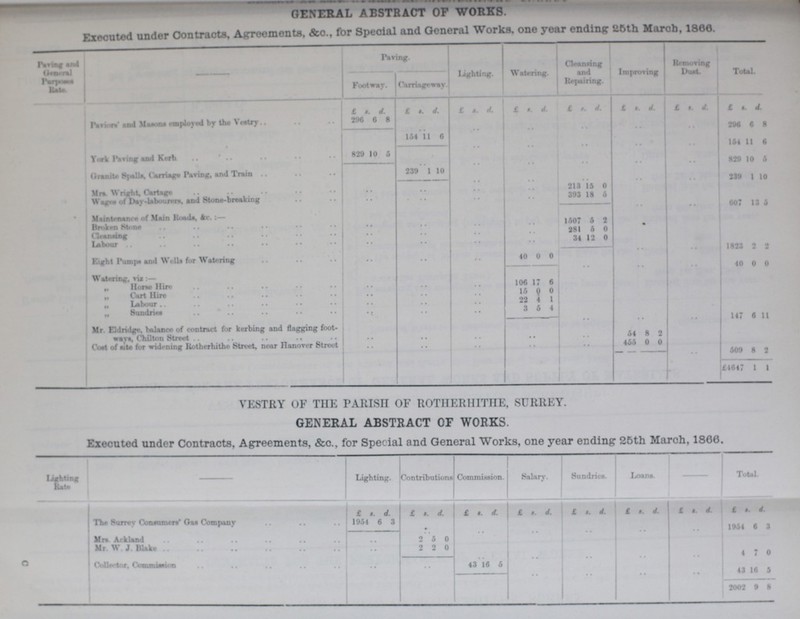 GENERAL ABSTRACT OF WORKS.
Executed under Contracts, Agreements, &c., for Special and General Works, one year ending 25th March, 1866.
Paving and General Purposes Rate. Paving. Footway. Carriageway. Lighting. Watering. Cleansing and Repairing. Improving Removing Dust. Total.
£ s. d. £ s. d. £ s. d. £ s. d. £ s. d. £ s. d. £ s. d. £ s. d.
Paviors' and Masons employed by the Vestry.. 296 6 8 296 6 8
154 11 6 154 11 6
York Paving and Kerb 829 10 5 829 10 5
Granite Spalls, Carriage Paving, and Train 239 1 10 239 1 10
Mrs. Wright, Cartage 213 15 0
Wages of Day-labourers, and Stone-breaking 393 18 5 607 13 5
Maintenance of Main Roads, &c. :—
Broken Stone 1507 5 2
Cleansing 281 5 0
Labour 34 12 0 1823 2 2
Eight Pumps and Wells for Watering 40 0 0 40 0 0
Watering, viz :—
„ Horse Hire 106 17 6
„ Cart Hire 15 0 0
„ Labour 22 4 1
„ Sundries 3 5 4 147 6 11
Mr. Eldridge, balance of contract for kerbing and flagging foot-
ways, Chilton Street 54 8 2
Cost of site for widening Rotherhithe Street, near Hanover Street 455 0 0 509 8 2
£4647 1 1
VESTRY OF THE PARISH OF ROTHERHITHE, SURREY.
GENERAL ABSTRACT OF WORKS.
Executed under Contracts, Agreements, &c., for Special and General Works, one year ending 25th March, 1866.
Lighting Rate Lighting. Contributions Commission. Salary. Sundries. Loans. Total.
£ s. d. £ s. d. £ s. d. £ s. d. £ s. d. £ s. d. £ s. d. £ s. d.
The Surrey Consumers' Gas Company 1954 6 3 1954 6 3
Mrs. Ackland 2 5 0
Mr. W. J. Blake 2 2 0 4 7 0
Collector, Commission 43 16 5 43 16 5
2002 9 8